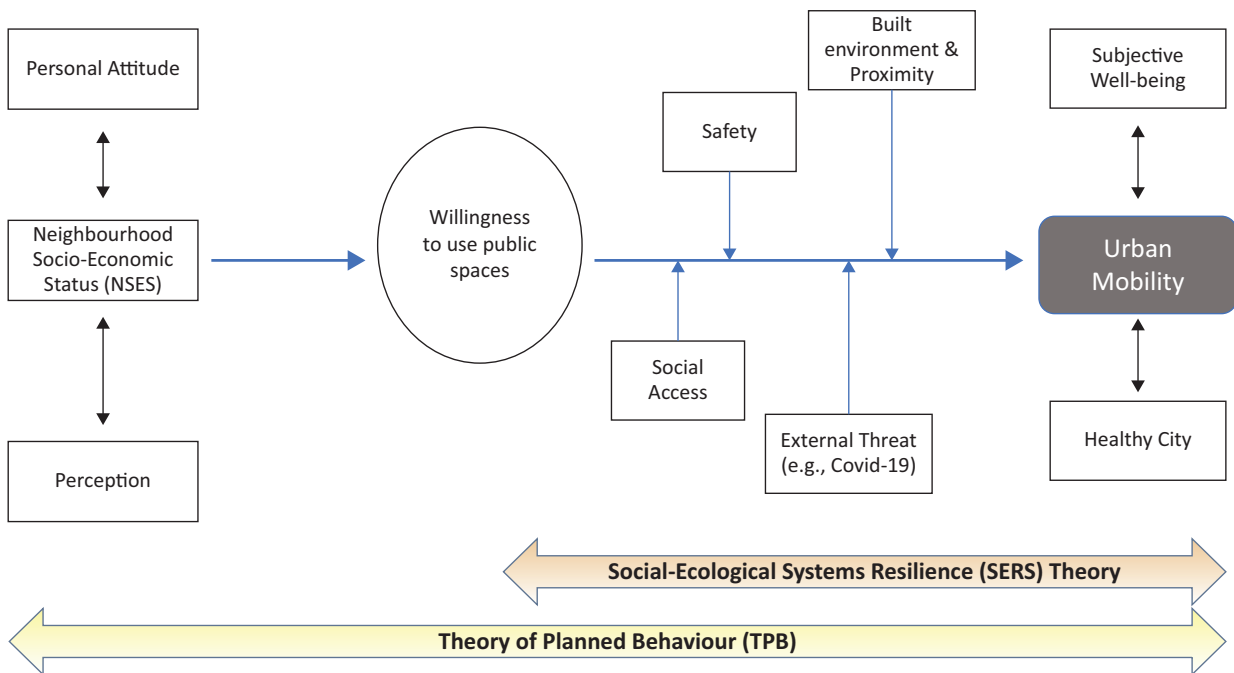 Personal Attitude
Neighbourhood
Socio-Economic
Status (NSES)
Perception
Willingness
to use public
spaces
Safety
Built
environment &
Proximity
Social
Access
External Threat
(e.g., Covid-19)
Subjective
Well-being
Urban
Mobility
Healthy City
Social-Ecological Systems Resilience (SERS) Theory
Theory of Planned Behaviour (TPB)